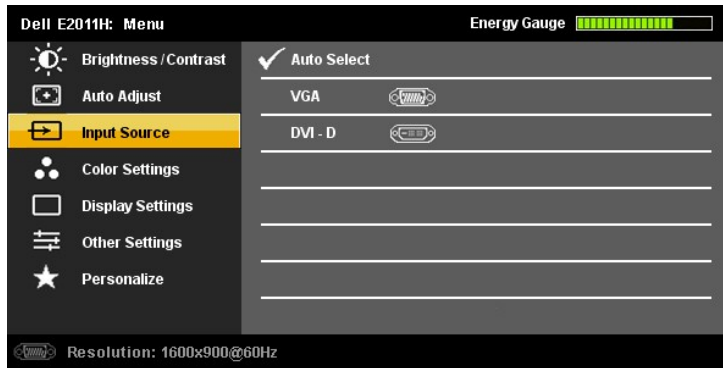 Dell E2011H: Menu
Energy Gauge
Brightness / Contrast
Auto Adjust
Input Source
Color Settings
Display Settings
Other Settings
Personalize
Auto Select
VGA
DVI - D
Resolution: 1600x900@60Hz